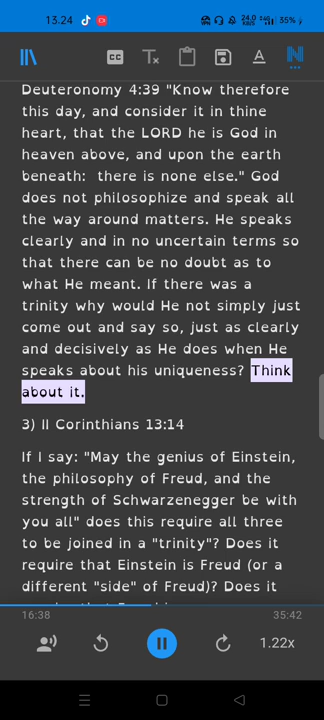 13.24
24.0 KB/S
35%
CC
Deuteronomy 4:39 "Know therefore
this day, and consider it in thine
heart, that the LORD he is God in
heaven above, and upon the earth
beneath:  there is none else." God
does not philosophize and speak all
the way around matters. He speaks
clearly and in no uncertain terms so
that there can be no doubt as to
what He meant. If there was a
trinity why would He not simply just
come out and say so, just as clearly
and decisively as He does when He
speaks about his uniqueness? Think
about it.
3) II Corinthians 13:14
If I say: "May the genius of Einstein,
the philosophy of Freud, and the
strength of Schwarzenegger be with
you all" does this require all three
to be joined in a "trinity"? Does it
require that Einstein is Freud (or a
different "side" of Freud)? Does it
16:38
35:42
1.22x